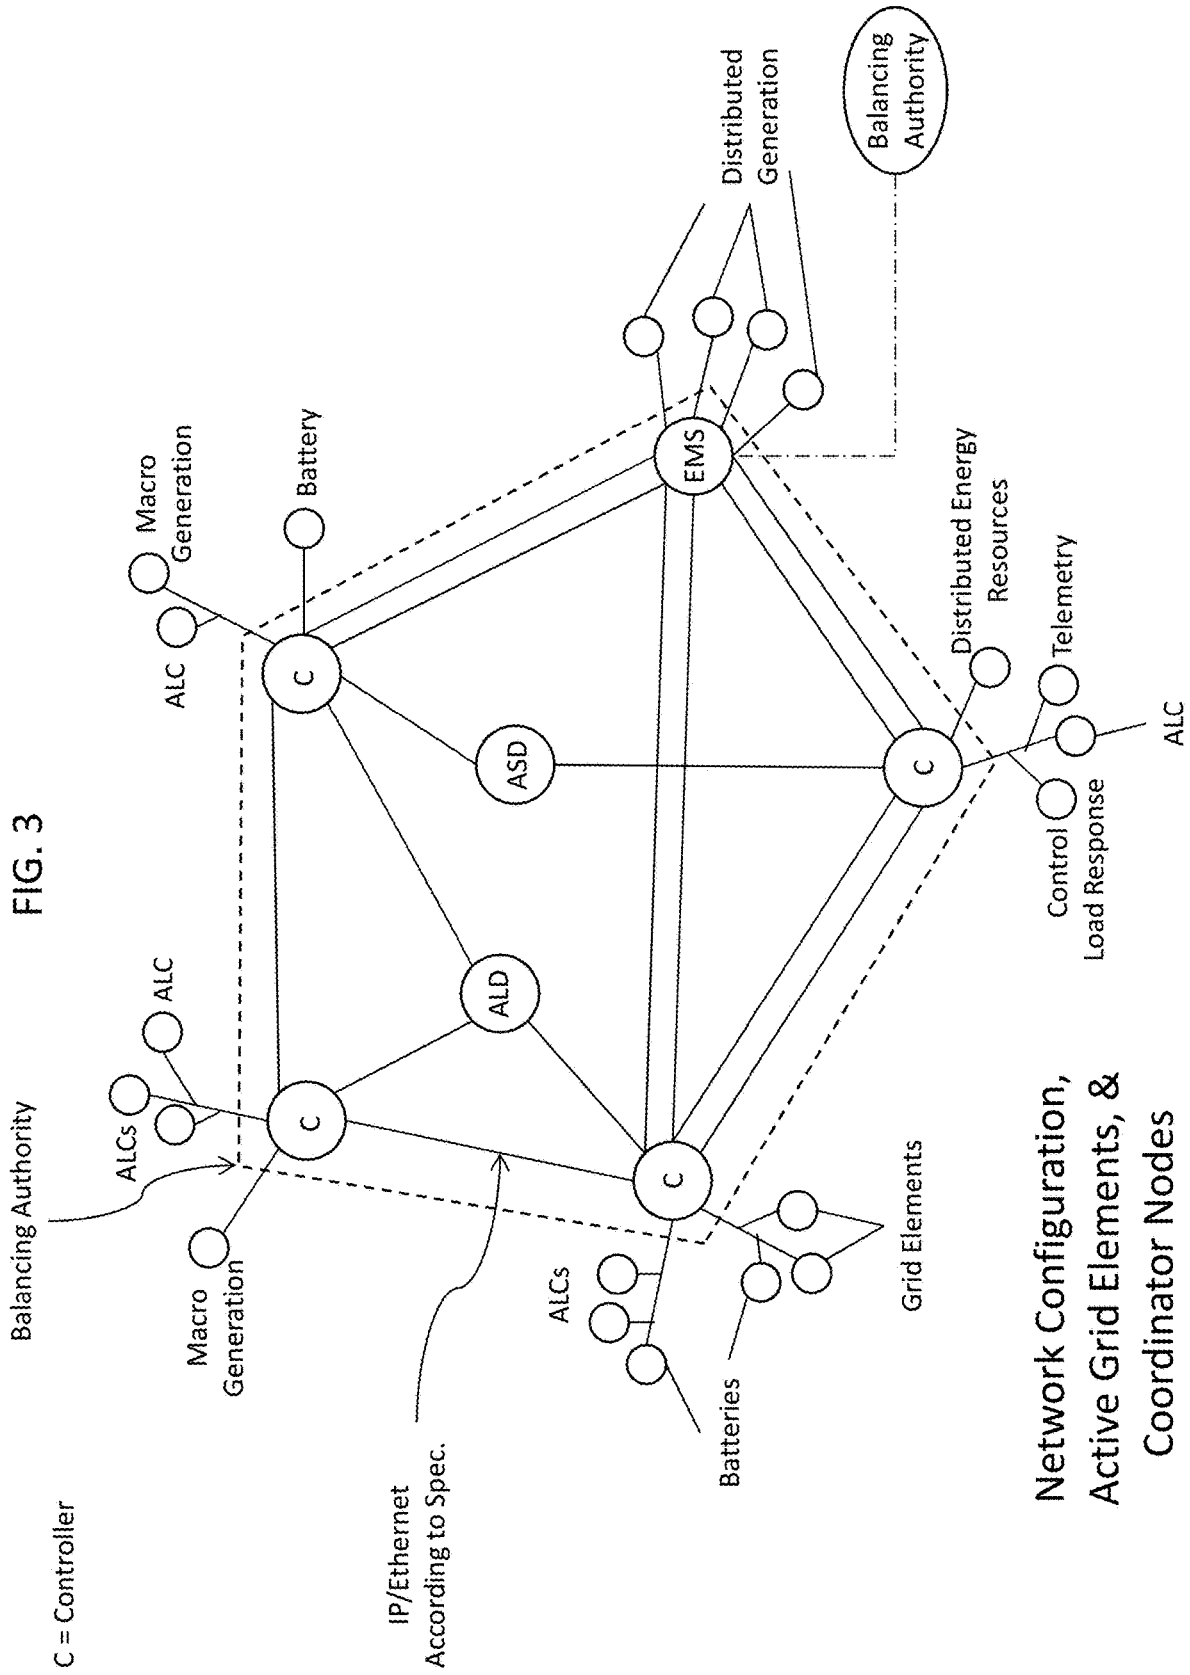 FIG. 3
C = Controller
Balancing Authority
IP/Ethernet
According to Spec.
Macro
Generation
ALCs
ALC
C
ALC
Macro
Generation
Battery
C
ALD
ASD
EMS
Distributed
Generation
Balancing
Authority
C
ALCs
Batteries
Grid Elements
C
Distributed Energy
Resources
Telemetry
Control
Load Response
ALC
Network Configuration,
Active Grid Elements, &
Coordinator Nodes